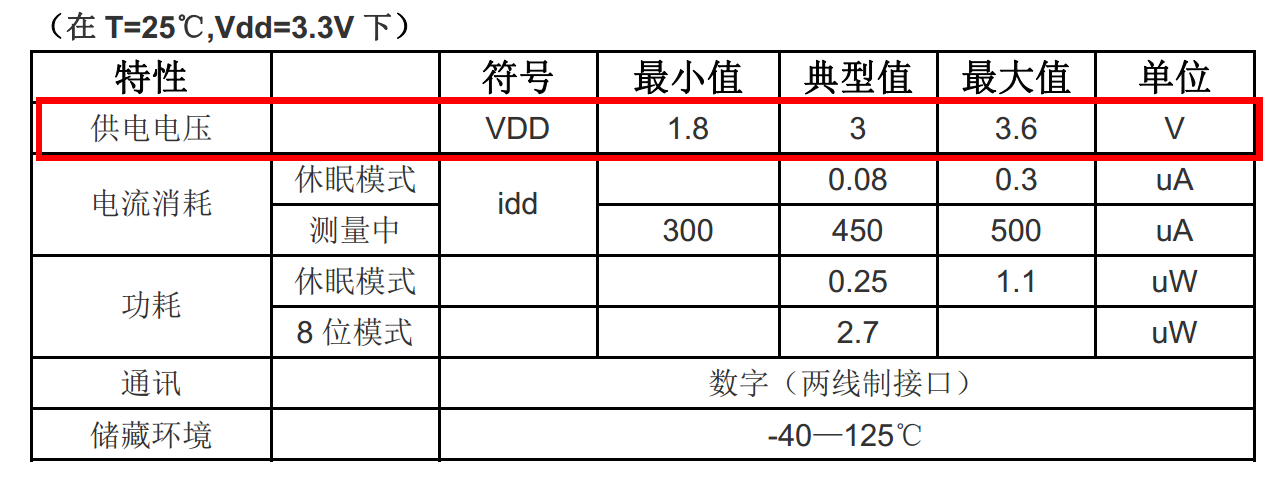 （在 T=25℃,Vdd=3.3V 下）
特性 符号 最小值 典型值 最大值 单位
供电电压 VDD 1.8 3 3.6 V
电流消耗 休眠模式 idd 0.08 0.3 uA
测量中 300 450 500 uA
功耗 休眠模式 0.25 1.1 uW
8 位模式 2.7 uW
通讯 数字（两线制接口）
储藏环境 -40—125℃